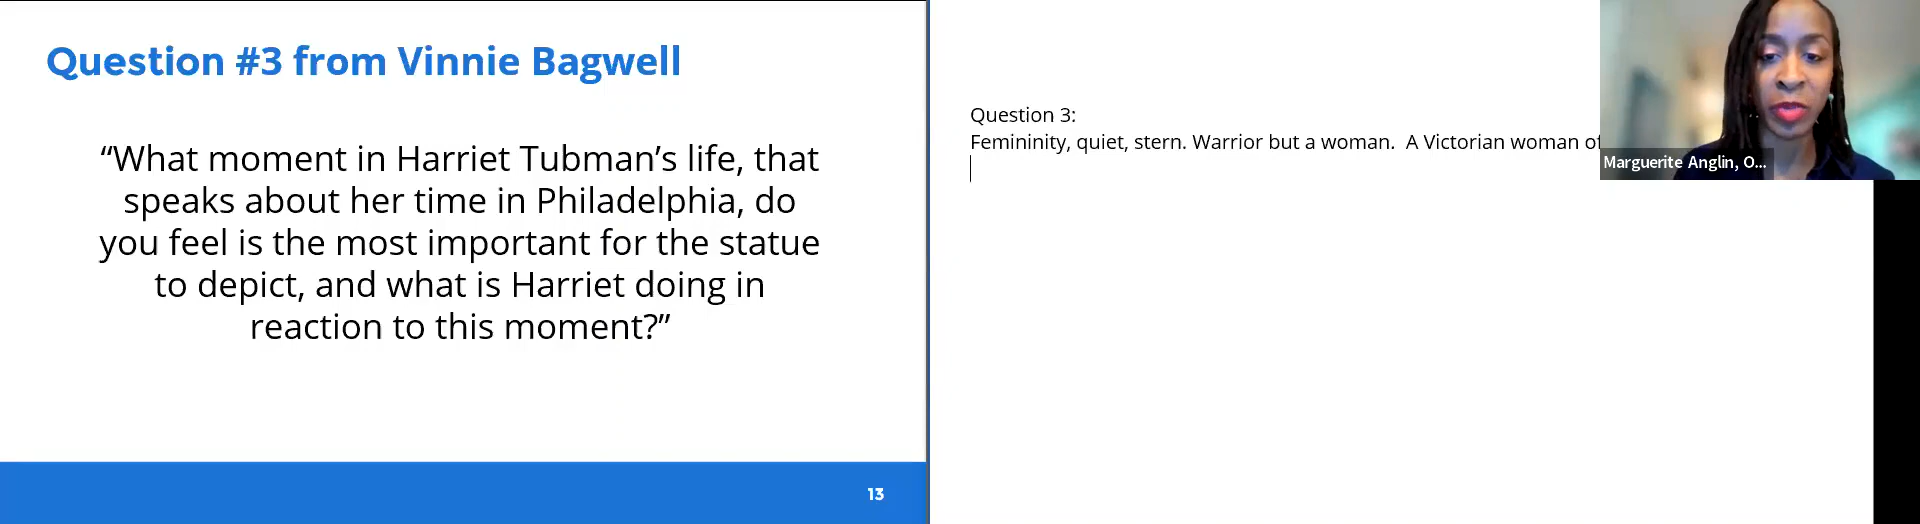 Question #3 from Vinnie Bagwell
“What moment in Harriet Tubman’s life, that
speaks about her time in Philadelphia, do
you feel is the most important for the statue
to depict, and what is Harriet doing in
reaction to this moment?”
13
Question 3:
Femininity, quiet, stern. Warrior but a woman.  A Victorian woman of
Marguerite Anglin, O...